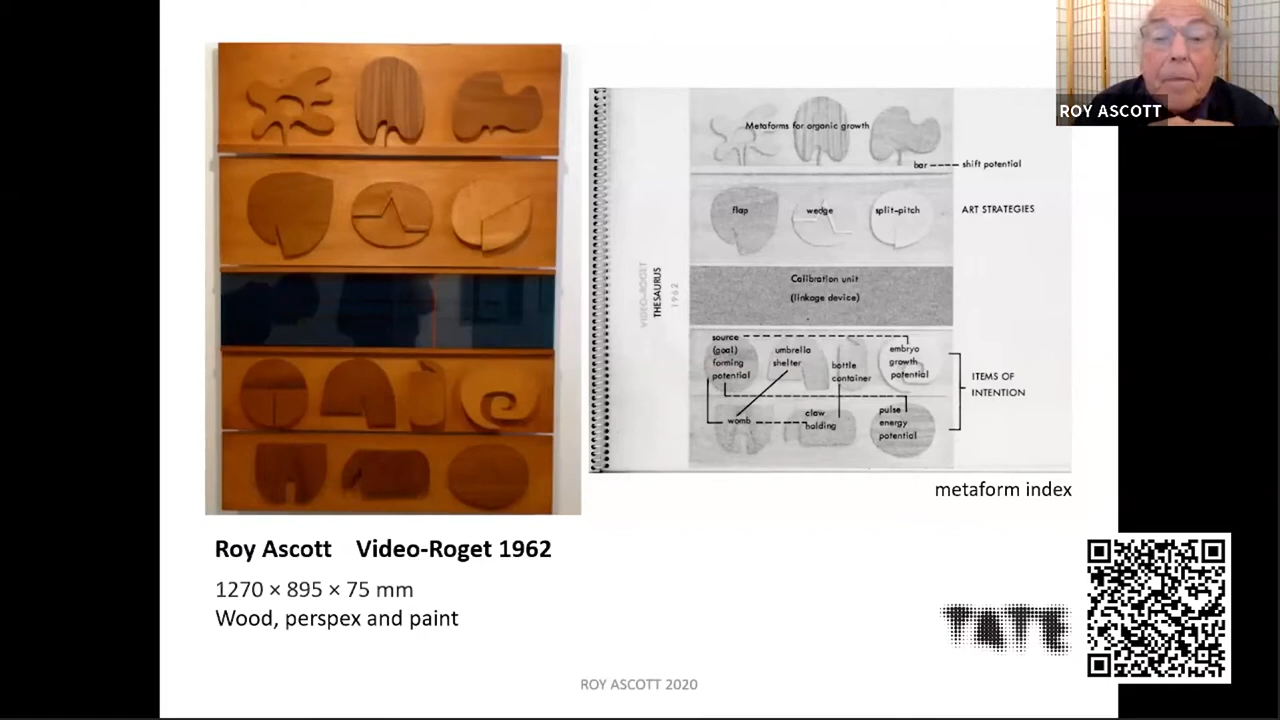 ROY ASCOTT
Metaforms for organic growth
bar shift potential
flap wedge split-pitch ART STRATEGIES
Calibration unit
(linkage device)
VIDEO-ROGET
THESAURUS
1962
source
(goal)
forming
potential
umbrella
shelter
bottle
container
embryo
growth
potential
ITEMS OF
INTENTION
womb
claw
holding
pulse
energy
potential
metaform index
Roy Ascott Video-Roget 1962
1270 × 895 × 75 mm
Wood, perspex and paint
TATE
ROY ASCOTT 2020